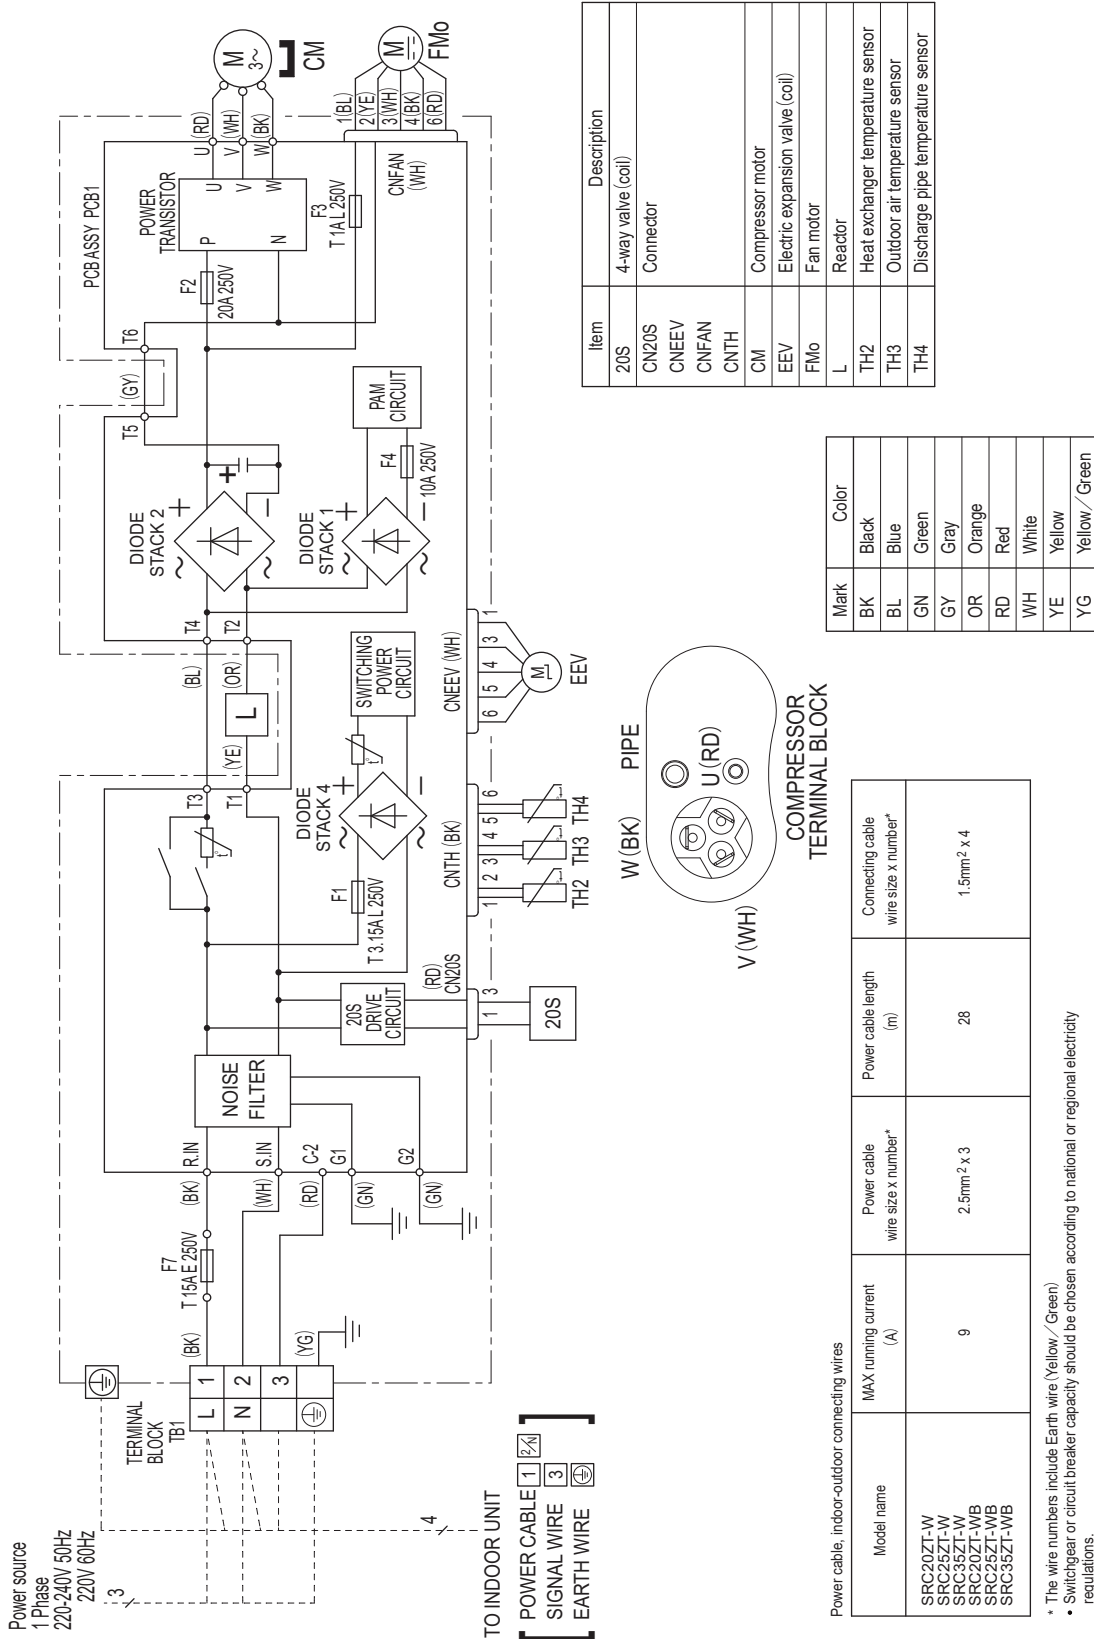 Power source
1 Phase
220-240V 50Hz
220V 60Hz
3
4
TO INDOOR UNIT
POWER CABLE 1 2/N
SIGNAL WIRE 3
EARTH WIRE
TERMINAL
BLOCK
TB1
L 1
N 2
3
(BK)
F7
T 15A E 250V
(BK)
R.IN
(WH)
S.IN
(RD)
C-2
(GN)
G1
(GN)
G2
(YG)
NOISE
FILTER
20S
DRIVE
CIRCUIT
(RD)
CN20S
1 3
20S
F1
T 3.15A L 250V
DIODE
STACK 4
~ +
~ −
t°
SWITCHING
POWER
CIRCUIT
CNTH (BK)
1 2 3 4 5 6
TH2 TH3 TH4
t° t° t°
CNEEV (WH)
6 5 4 3 1
M
EEV
t°
T3
T1
(BL)
(YE)
L
(OR)
T4
T2
DIODE
STACK 2
~ +
~ −
+
DIODE
STACK 1
~ +
~ −
F4
10A 250V
PAM
CIRCUIT
T5
(GY)
T6
PCB ASSY PCB1
F2
20A 250V
POWER
TRANSISTOR
P U
V
N W
U (RD)
V (WH)
W (BK)
M
3~
CM
F3
T 1A L 250V
CNFAN
(WH)
1(BL)
2(YE)
3(WH)
4(BK)
6(RD)
M
FMo
W (BK)
PIPE
U (RD)
V (WH)
COMPRESSOR
TERMINAL BLOCK
Item Description
20S 4-way valve (coil)
CN20S Connector
CNEEV
CNFAN
CNTH
CM Compressor motor
EEV Electric expansion valve (coil)
FMo Fan motor
L Reactor
TH2 Heat exchanger temperature sensor
TH3 Outdoor air temperature sensor
TH4 Discharge pipe temperature sensor
Mark Color
BK Black
BL Blue
GN Green
GY Gray
OR Orange
RD Red
WH White
YE Yellow
YG Yellow/Green
Power cable, indoor-outdoor connecting wires
Model name
MAX running current
(A)
Power cable
wire size x number*
Power cable length
(m)
Connecting cable
wire size x number*
SRC20ZT-W
SRC25ZT-W
SRC35ZT-W
SRC20ZT-WB
SRC25ZT-WB
SRC35ZT-WB
9
2.5mm² x 3
28
1.5mm² x 4
* The wire numbers include Earth wire (Yellow/Green)
• Switchgear or circuit breaker capacity should be chosen according to national or regional electricity
regulations.